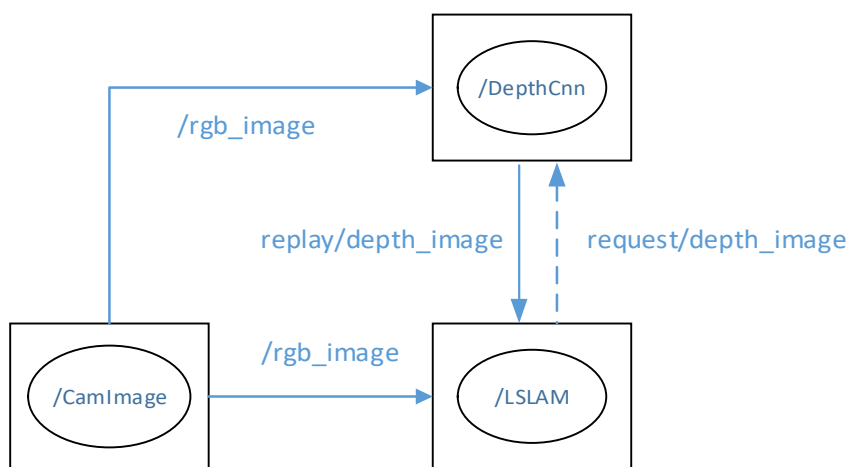 /DepthCnn
/rgb_image
replay/depth_image
request/depth_image
/rgb_image
/CamImage
/LSLAM